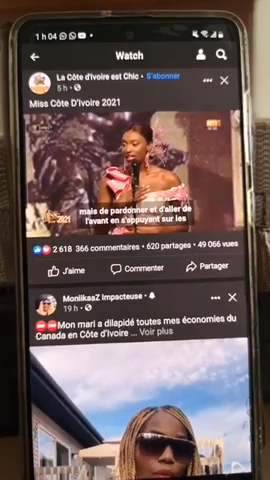 1 h 04
Watch
La Côte d'Ivoire est Chic • S'abonner
5 h
Miss Côte D'Ivoire 2021
2021
mais de pardonner et d'aller de
l'avant en s'appuyant sur les
2 618 366 commentaires • 620 partages • 49 066 vues
J'aime Commenter Partager
MoniikaaZ Impacteuse •
19 h •
Mon mari a dilapidé toutes mes économies du
Canada en Côte d'Ivoire ... Voir plus